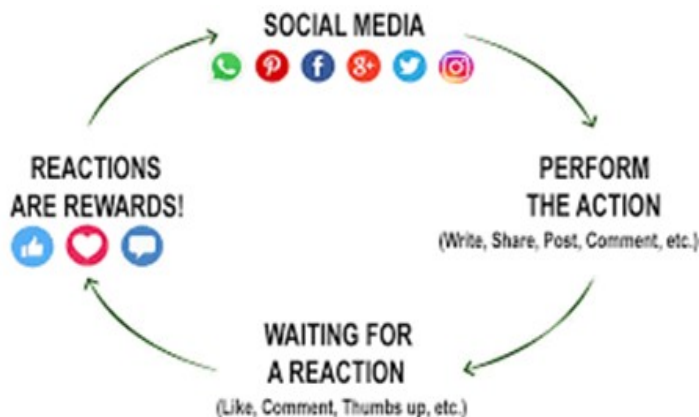 SOCIAL MEDIA
PERFORM
THE ACTION
(Write, Share, Post, Comment, etc.)
WAITING FOR
A REACTION
(Like, Comment, Thumbs up, etc.)
REACTIONS
ARE REWARDS!